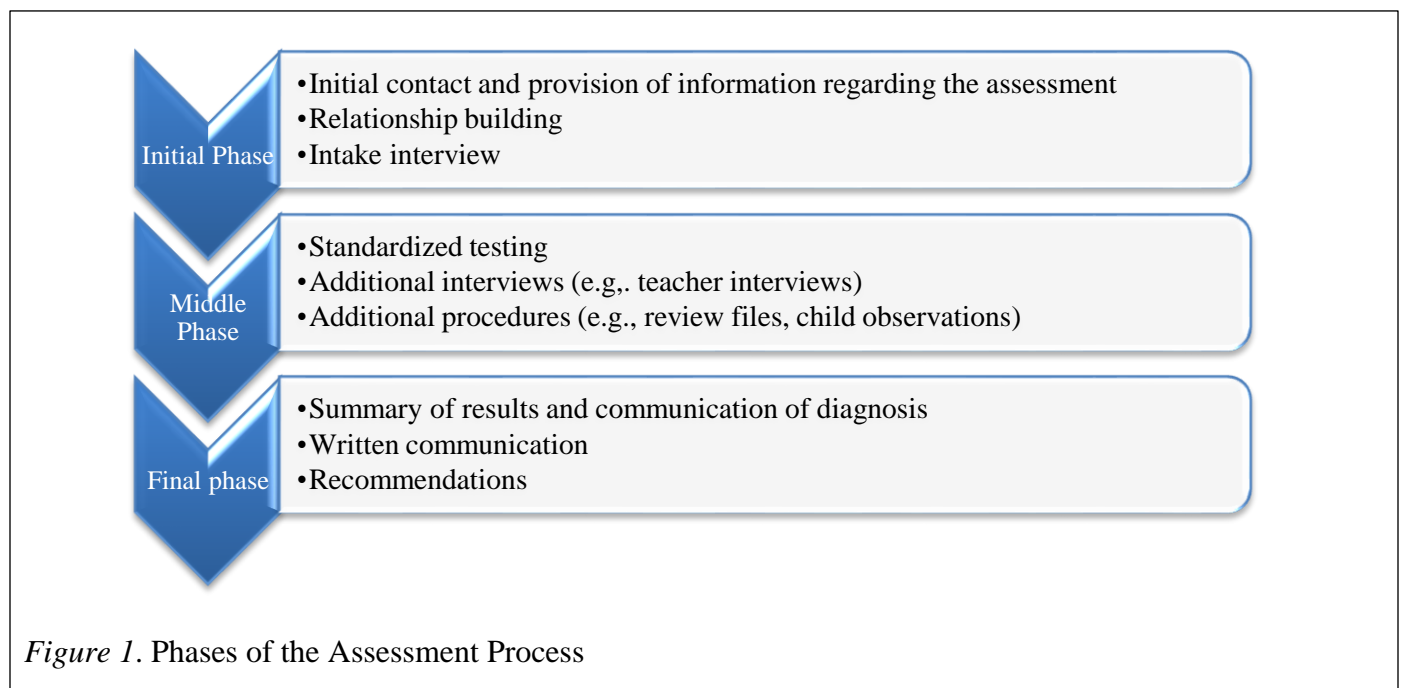 Initial Phase
•Initial contact and provision of information regarding the assessment
•Relationship building
•Intake interview
Middle
Phase
•Standardized testing
•Additional interviews (e.g,. teacher interviews)
•Additional procedures (e.g., review files, child observations)
Final phase
•Summary of results and communication of diagnosis
•Written communication
•Recommendations
Figure 1. Phases of the Assessment Process